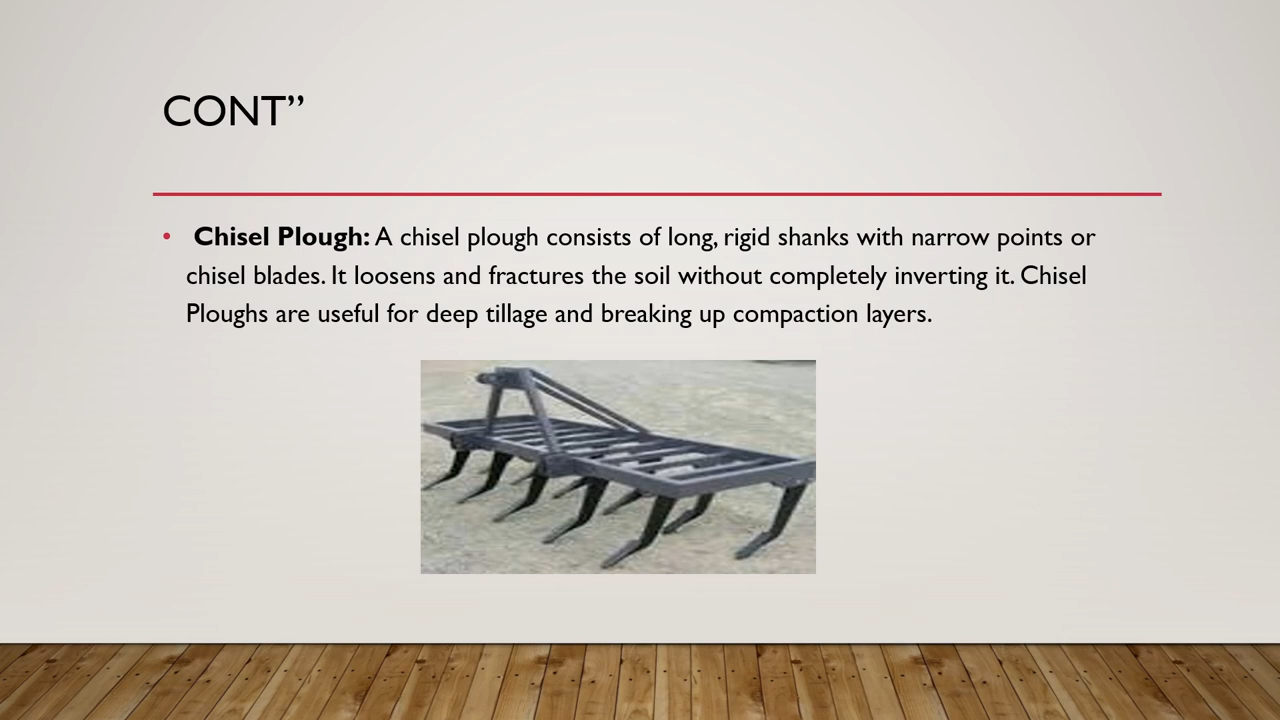 CONT”
• Chisel Plough: A chisel plough consists of long, rigid shanks with narrow points or
chisel blades. It loosens and fractures the soil without completely inverting it. Chisel
Ploughs are useful for deep tillage and breaking up compaction layers.